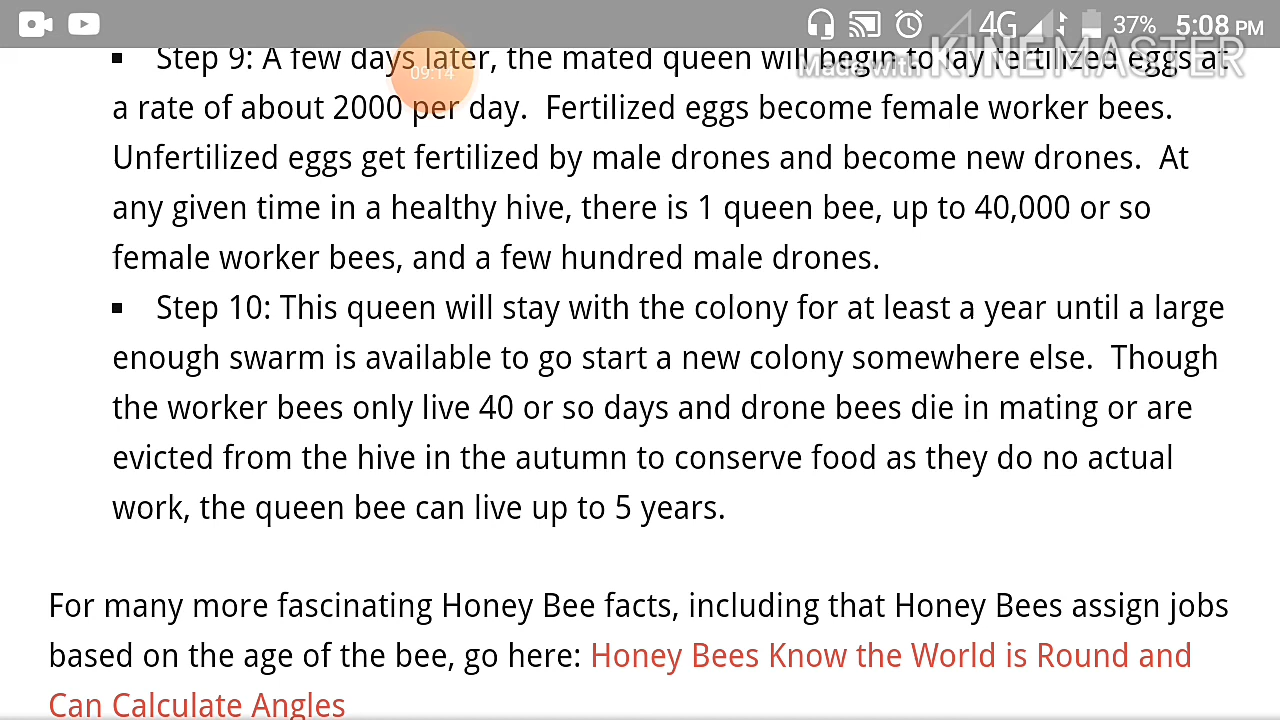 4G 37% 5:08 PM
Made with KINEMASTER
09:14
▪ Step 9: A few days later, the mated queen will begin to lay fertilized eggs at
a rate of about 2000 per day.  Fertilized eggs become female worker bees.
Unfertilized eggs get fertilized by male drones and become new drones.  At
any given time in a healthy hive, there is 1 queen bee, up to 40,000 or so
female worker bees, and a few hundred male drones.
▪ Step 10: This queen will stay with the colony for at least a year until a large
enough swarm is available to go start a new colony somewhere else.  Though
the worker bees only live 40 or so days and drone bees die in mating or are
evicted from the hive in the autumn to conserve food as they do no actual
work, the queen bee can live up to 5 years.
For many more fascinating Honey Bee facts, including that Honey Bees assign jobs
based on the age of the bee, go here: Honey Bees Know the World is Round and
Can Calculate Angles